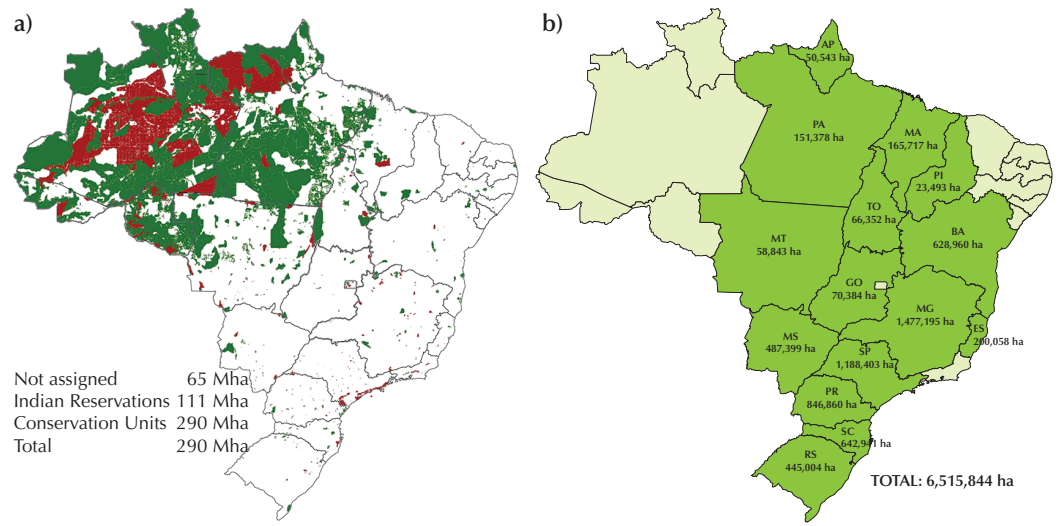 a)
Not assigned 65 Mha
Indian Reservations 111 Mha
Conservation Units 290 Mha
Total 290 Mha
b)
AP
50,543 ha
PA
151,378 ha
MA
165,717 ha
PI
23,493 ha
TO
66,352 ha
MT
58,843 ha
BA
628,960 ha
GO
70,384 ha
MG
1,477,195 ha
ES
200,058 ha
MS
487,399 ha
SP
1,188,403 ha
PR
846,860 ha
SC
642,941 ha
RS
445,004 ha
TOTAL: 6,515,844 ha